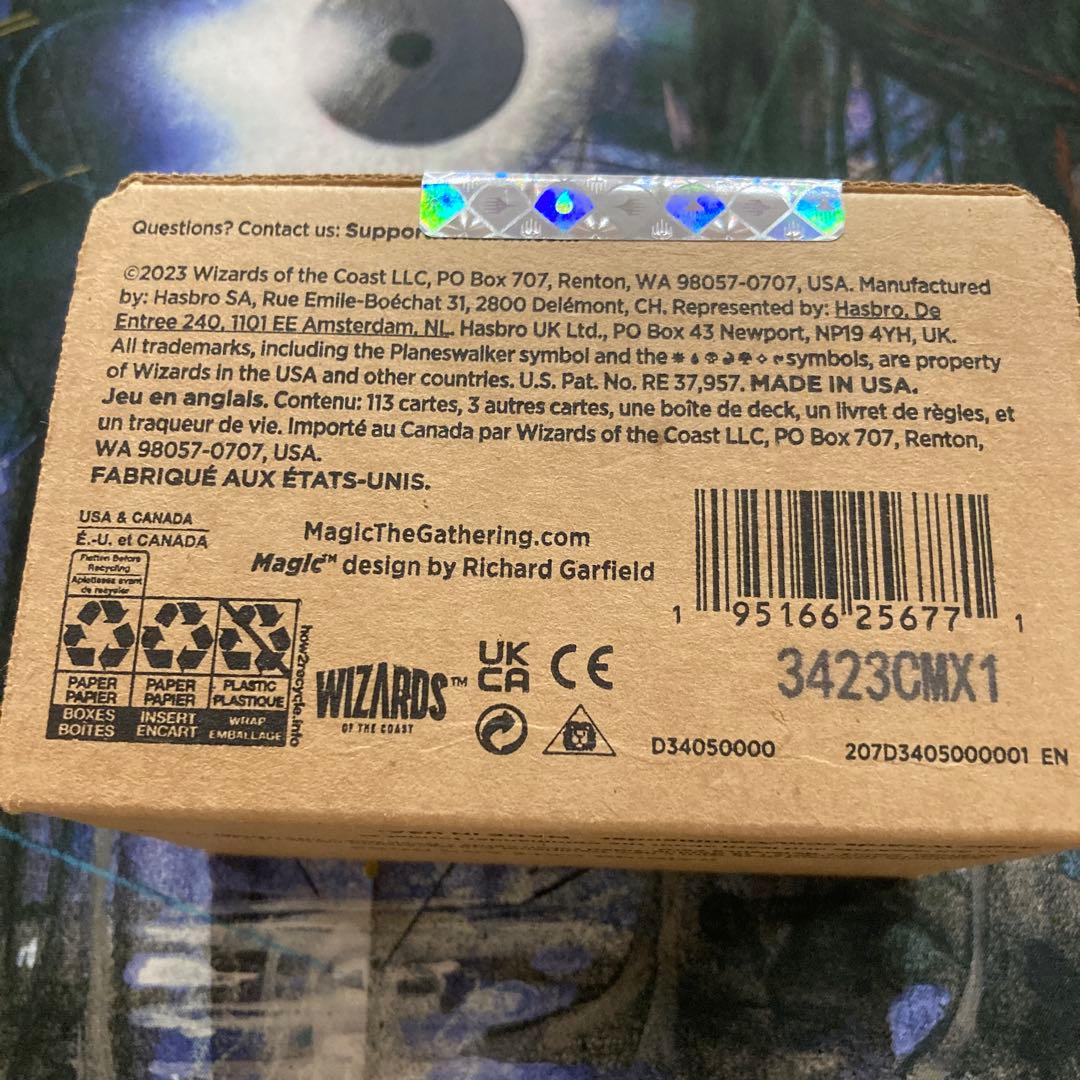 Questions? Contact us: Suppor
©2023 Wizards of the Coast LLC, PO Box 707, Renton, WA 98057-0707, USA. Manufactured
by: Hasbro SA, Rue Emile-Boéchat 31, 2800 Delémont, CH. Represented by: Hasbro, De
Entree 240, 1101 EE Amsterdam, NL. Hasbro UK Ltd., PO Box 43 Newport, NP19 4YH, UK.
All trademarks, including the Planeswalker symbol and the symbols, are property
of Wizards in the USA and other countries. U.S. Pat. No. RE 37,957. MADE IN USA.
Jeu en anglais. Contenu: 113 cartes, 3 autres cartes, une boîte de deck, un livret de règles, et
un traqueur de vie. Importé au Canada par Wizards of the Coast LLC, PO Box 707, Renton,
WA 98057-0707, USA.
FABRIQUÉ AUX ÉTATS-UNIS.
USA & CANADA
É.-U. et CANADA
Flatten Before
Recycling
Aplatissez avant
de recycler
PAPER
PAPIER
BOXES
BOÎTES
PAPER
PAPIER
INSERT
ENCART
PLASTIC
PLASTIQUE
WRAP
EMBALLAGE
how2recycle.info
MagicTheGathering.com
Magic™ design by Richard Garfield
WIZARDS™
OF THE COAST
UK
CA
CE
1 95166 25677 1
3423CMX1
D34050000
207D3405000001 EN